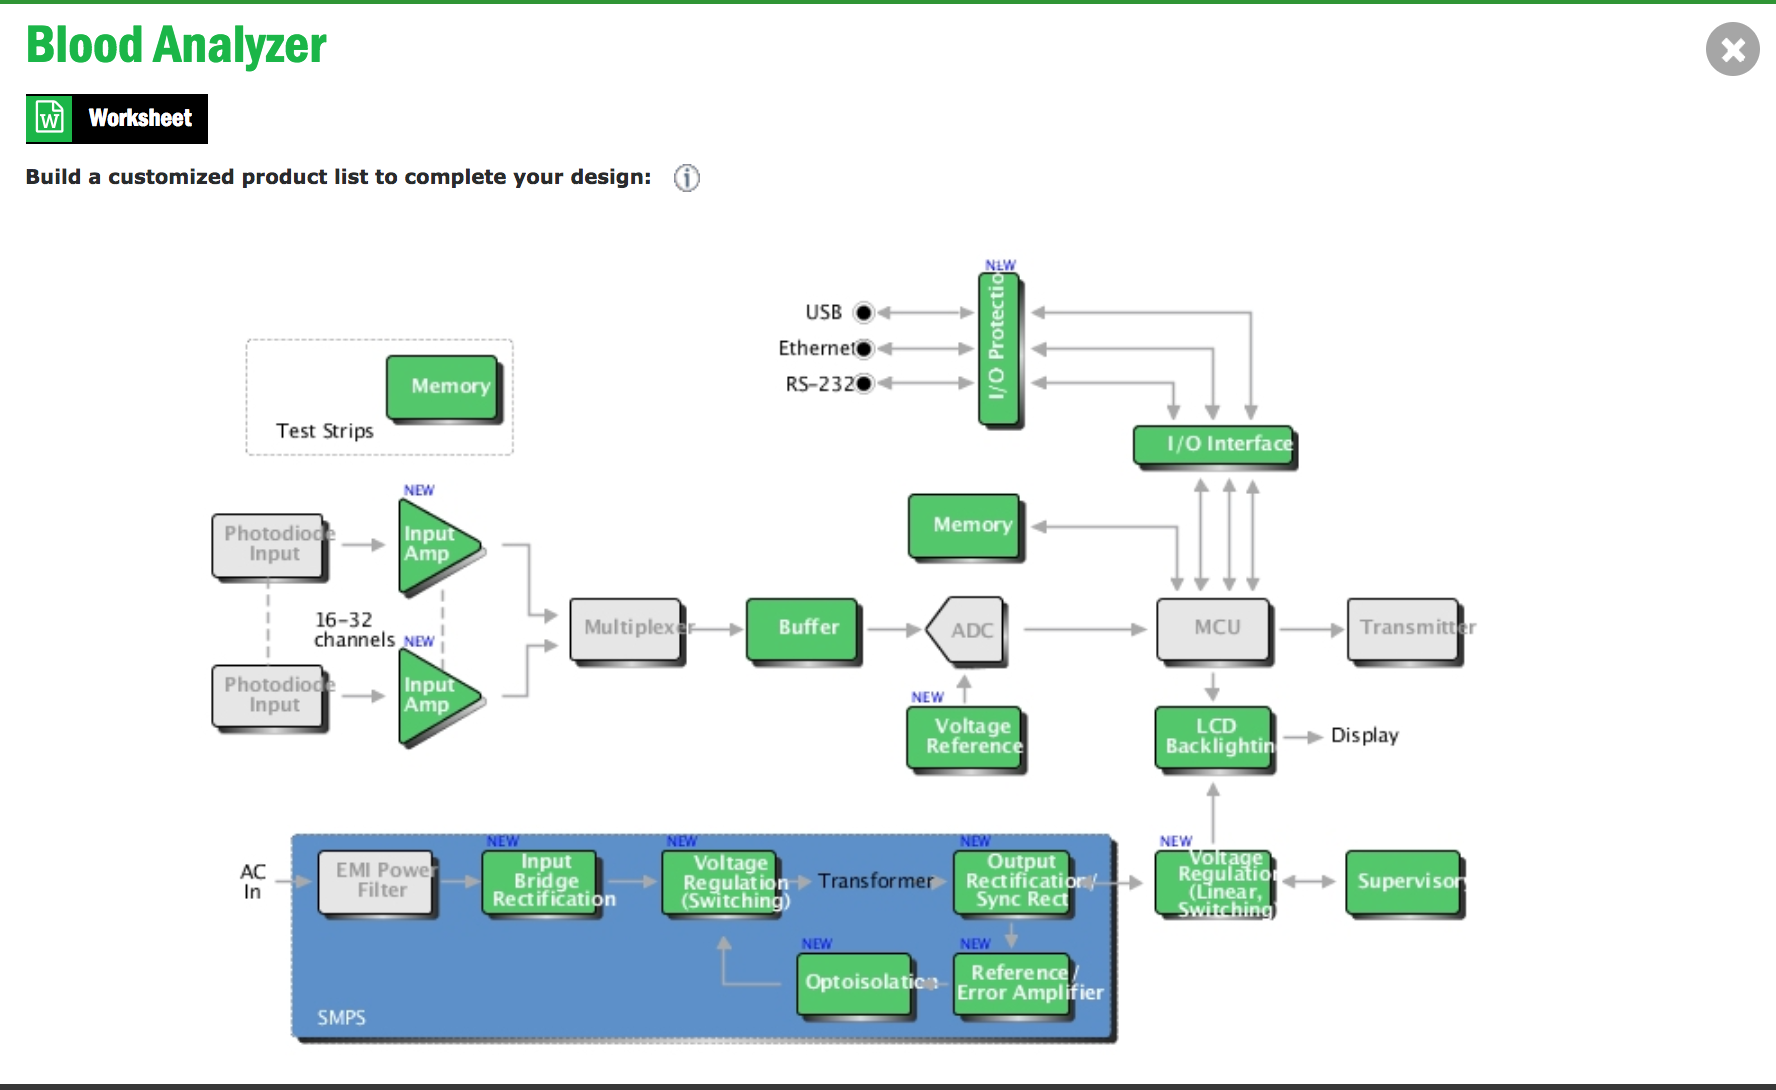 Blood Analyzer
W
Worksheet
Build a customized product list to complete your design:
i
NEW
I/O Protectio
USB
Ethernet
RS-232
Memory
Test Strips
I/O Interface
NEW
Photodiode
Input
Input
Amp
Memory
16-32
channels
NEW
Multiplexer
Buffer
ADC
MCU
Transmitter
Photodiode
Input
Input
Amp
NEW
Voltage
Reference
LCD
Backlightin
Display
AC
In
EMI Power
Filter
NEW
Input
Bridge
Rectification
NEW
Voltage
Regulation
(Switching)
Transformer
NEW
Output
Rectification/
Sync Rect
NEW
Voltage
Regulation
(Linear,
Switching)
Supervisory
NEW
Optoisolation
NEW
Reference/
Error Amplifier
SMPS